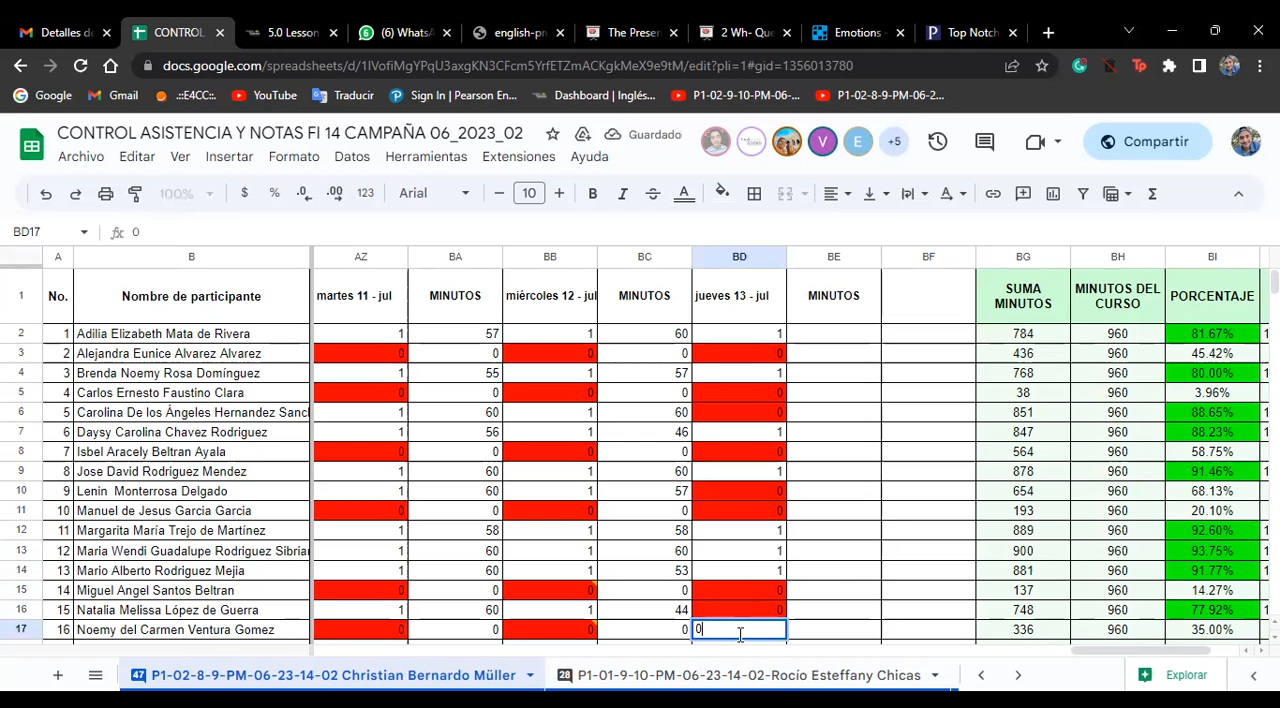 Detalles de
CONTROL
5.0 Lesson
(6) WhatsA
english-pr
The Presen
2 Wh- Que
Emotions -
Top Notch
docs.google.com/spreadsheets/d/1IVofiMgYPqU3axgKN3CFcm5YrfETZmACKgkMeX9e9tM/edit?pli=1#gid=1356013780
Google Gmail .::E4CC::. YouTube Traducir Sign In | Pearson En... Dashboard | Inglés... P1-02-9-10-PM-06-... P1-02-8-9-PM-06-2...
CONTROL ASISTENCIA Y NOTAS FI 14 CAMPAÑA 06_2023_02 Guardado V E +5 Compartir
Archivo Editar Ver Insertar Formato Datos Herramientas Extensiones Ayuda
100% $ % .0 .00 123 Arial 10 B I A
BD17 fx 0
A B AZ BA BB BC BD BE BF BG BH BI
1 No. Nombre de participante martes 11 - jul MINUTOS miércoles 12 - jul MINUTOS jueves 13 - jul MINUTOS SUMA MINUTOS MINUTOS DEL CURSO PORCENTAJE
2 1 Adilia Elizabeth Mata de Rivera 1 57 1 60 1 784 960 81.67% 1
3 2 Alejandra Eunice Alvarez Alvarez 0 0 0 0 0 436 960 45.42%
4 3 Brenda Noemy Rosa Domínguez 1 55 1 57 1 768 960 80.00% 1
5 4 Carlos Ernesto Faustino Clara 0 0 0 0 0 38 960 3.96%
6 5 Carolina De los Ángeles Hernandez Sanc 1 60 1 60 0 851 960 88.65% 1
7 6 Daysy Carolina Chavez Rodriguez 1 56 1 46 1 847 960 88.23% 1
8 7 Isbel Aracely Beltran Ayala 0 0 0 0 0 564 960 58.75%
9 8 Jose David Rodriguez Mendez 1 60 1 60 1 878 960 91.46% 1
10 9 Lenin Monterrosa Delgado 1 60 1 57 0 654 960 68.13%
11 10 Manuel de Jesus Garcia Garcia 0 0 0 0 0 193 960 20.10%
12 11 Margarita María Trejo de Martínez 1 58 1 58 1 889 960 92.60% 1
13 12 Maria Wendi Guadalupe Rodriguez Sibrian 1 60 1 60 1 900 960 93.75% 1
14 13 Mario Alberto Rodriguez Mejia 1 60 1 53 1 881 960 91.77% 1
15 14 Miguel Angel Santos Beltran 0 0 0 0 0 137 960 14.27%
16 15 Natalia Melissa López de Guerra 1 60 1 44 0 748 960 77.92% 1
17 16 Noemy del Carmen Ventura Gomez 0 0 0 0 0 336 960 35.00%
47 P1-02-8-9-PM-06-23-14-02 Christian Bernardo Müller 28 P1-01-9-10-PM-06-23-14-02-Rocío Esteffany Chicas Explorar